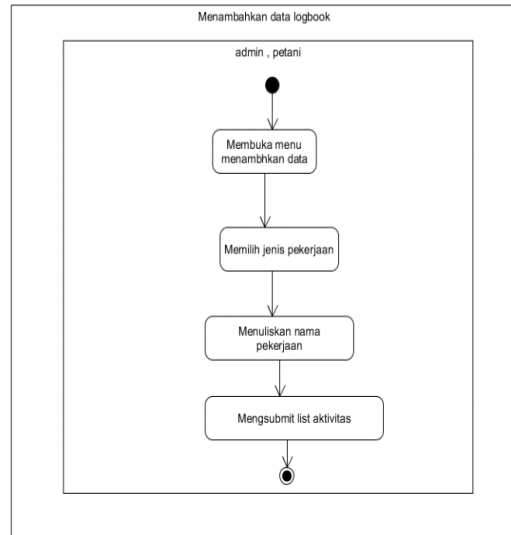 Menambahkan data logbook
admin , petani
Membuka menu
menambhkan data
Memilih jenis pekerjaan
Menuliskan nama
pekerjaan
Mengsubmit list aktivitas